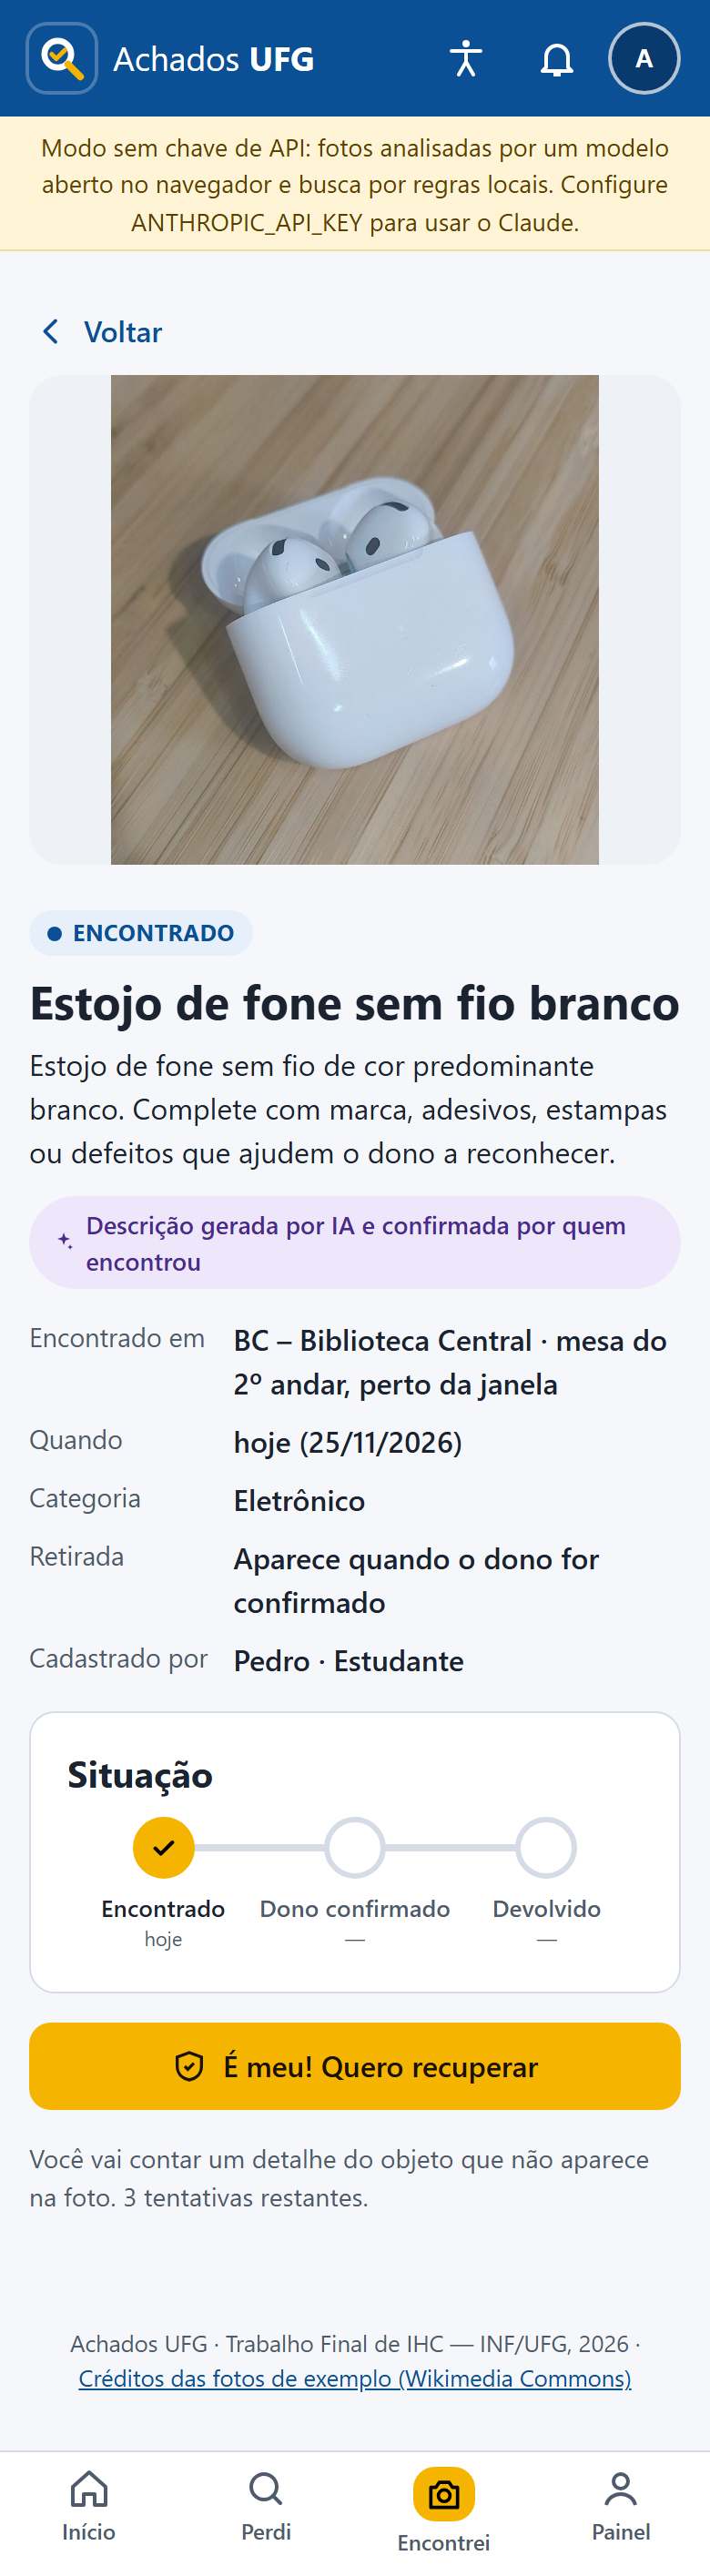 Achados UFG
A
Modo sem chave de API: fotos analisadas por um modelo
aberto no navegador e busca por regras locais. Configure
ANTHROPIC_API_KEY para usar o Claude.
Voltar
ENCONTRADO
Estojo de fone sem fio branco
Estojo de fone sem fio de cor predominante
branco. Complete com marca, adesivos, estampas
ou defeitos que ajudem o dono a reconhecer.
Descrição gerada por IA e confirmada por quem
encontrou
Encontrado em BC – Biblioteca Central · mesa do
2º andar, perto da janela
Quando hoje (25/11/2026)
Categoria Eletrônico
Retirada Aparece quando o dono for
confirmado
Cadastrado por Pedro · Estudante
Situação
Encontrado Dono confirmado Devolvido
hoje — —
É meu! Quero recuperar
Você vai contar um detalhe do objeto que não aparece
na foto. 3 tentativas restantes.
Achados UFG · Trabalho Final de IHC — INF/UFG, 2026 ·
Créditos das fotos de exemplo (Wikimedia Commons)
Início Perdi Encontrei Painel